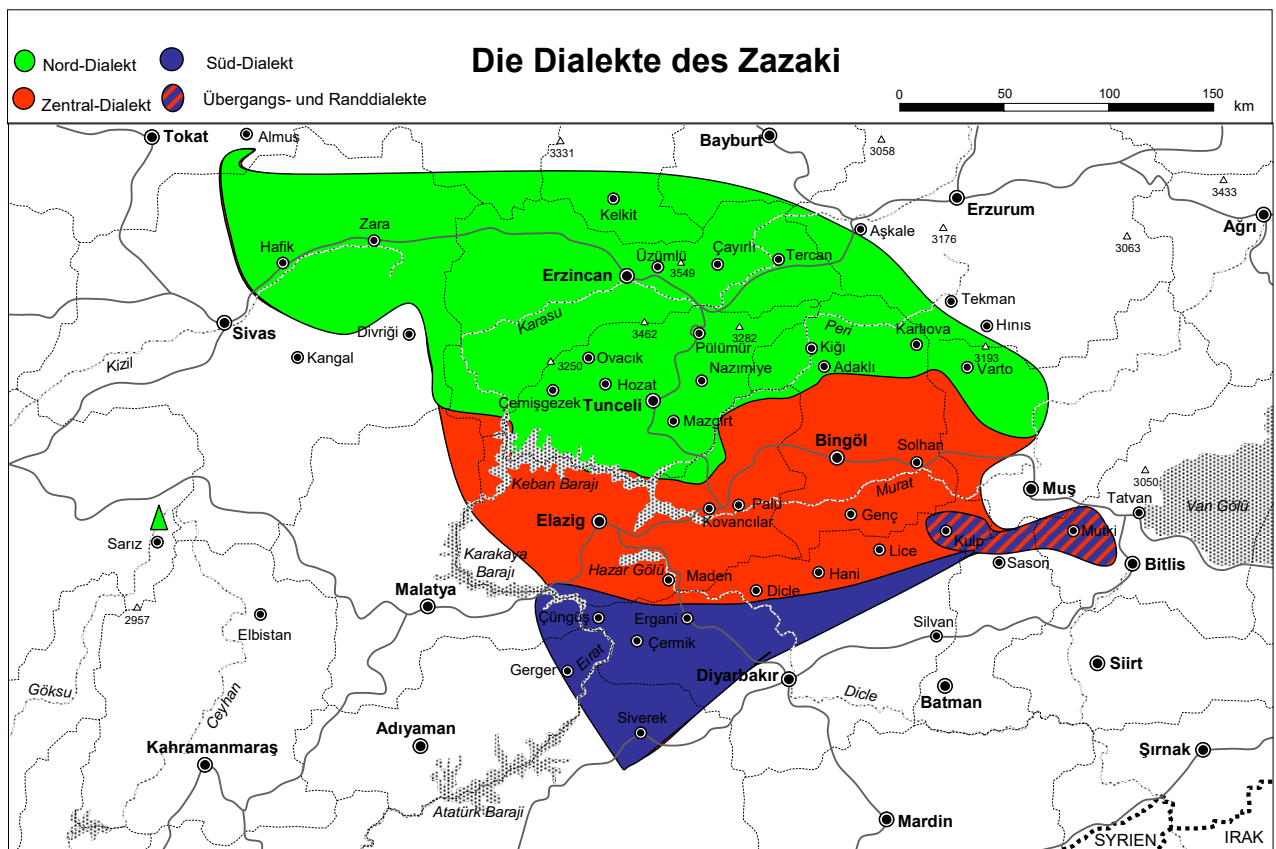 Die Dialekte des Zazaki
Nord-Dialekt
Süd-Dialekt
Zentral-Dialekt
Übergangs- und Randdialekte
0 50 100 150
km
Tokat
Almuş
3331
Bayburt
3058
3433
Erzurum
Ağrı
Kelkit
Zara
Aşkale
3176
3063
Hafik
Üzümlü
3549
Çayırlı
Tercan
Erzincan
Tekman
Karasu
Sivas
3462
3282
Peri
Hınıs
Divriği
Pülümür
Karlıova
Kangal
Kizil
3250
Ovacık
Kiğı
3193
Nazımiye
Adaklı
Varto
Hozat
Çemişgezek
Tunceli
Mazgirt
Bingöl
Solhan
Keban Barajı
Murat
Muş
3050
Tatvan
Van Gölü
Palu
Kovancılar
Elazig
Genç
Kulp
Mutki
Sarız
Karakaya
Barajı
Lice
Sason
Bitlis
Hazar Gölü
Maden
Hani
Malatya
Dicle
2957
Elbistan
Çüngüş
Ergani
Silvan
Çermik
Fırat
Gerger
Siirt
Diyarbakır
Göksu
Ceyhan
Dicle
Batman
Siverek
Adıyaman
Kahramanmaraş
Şırnak
Atatürk Baraji
Mardin
SYRIEN
IRAK